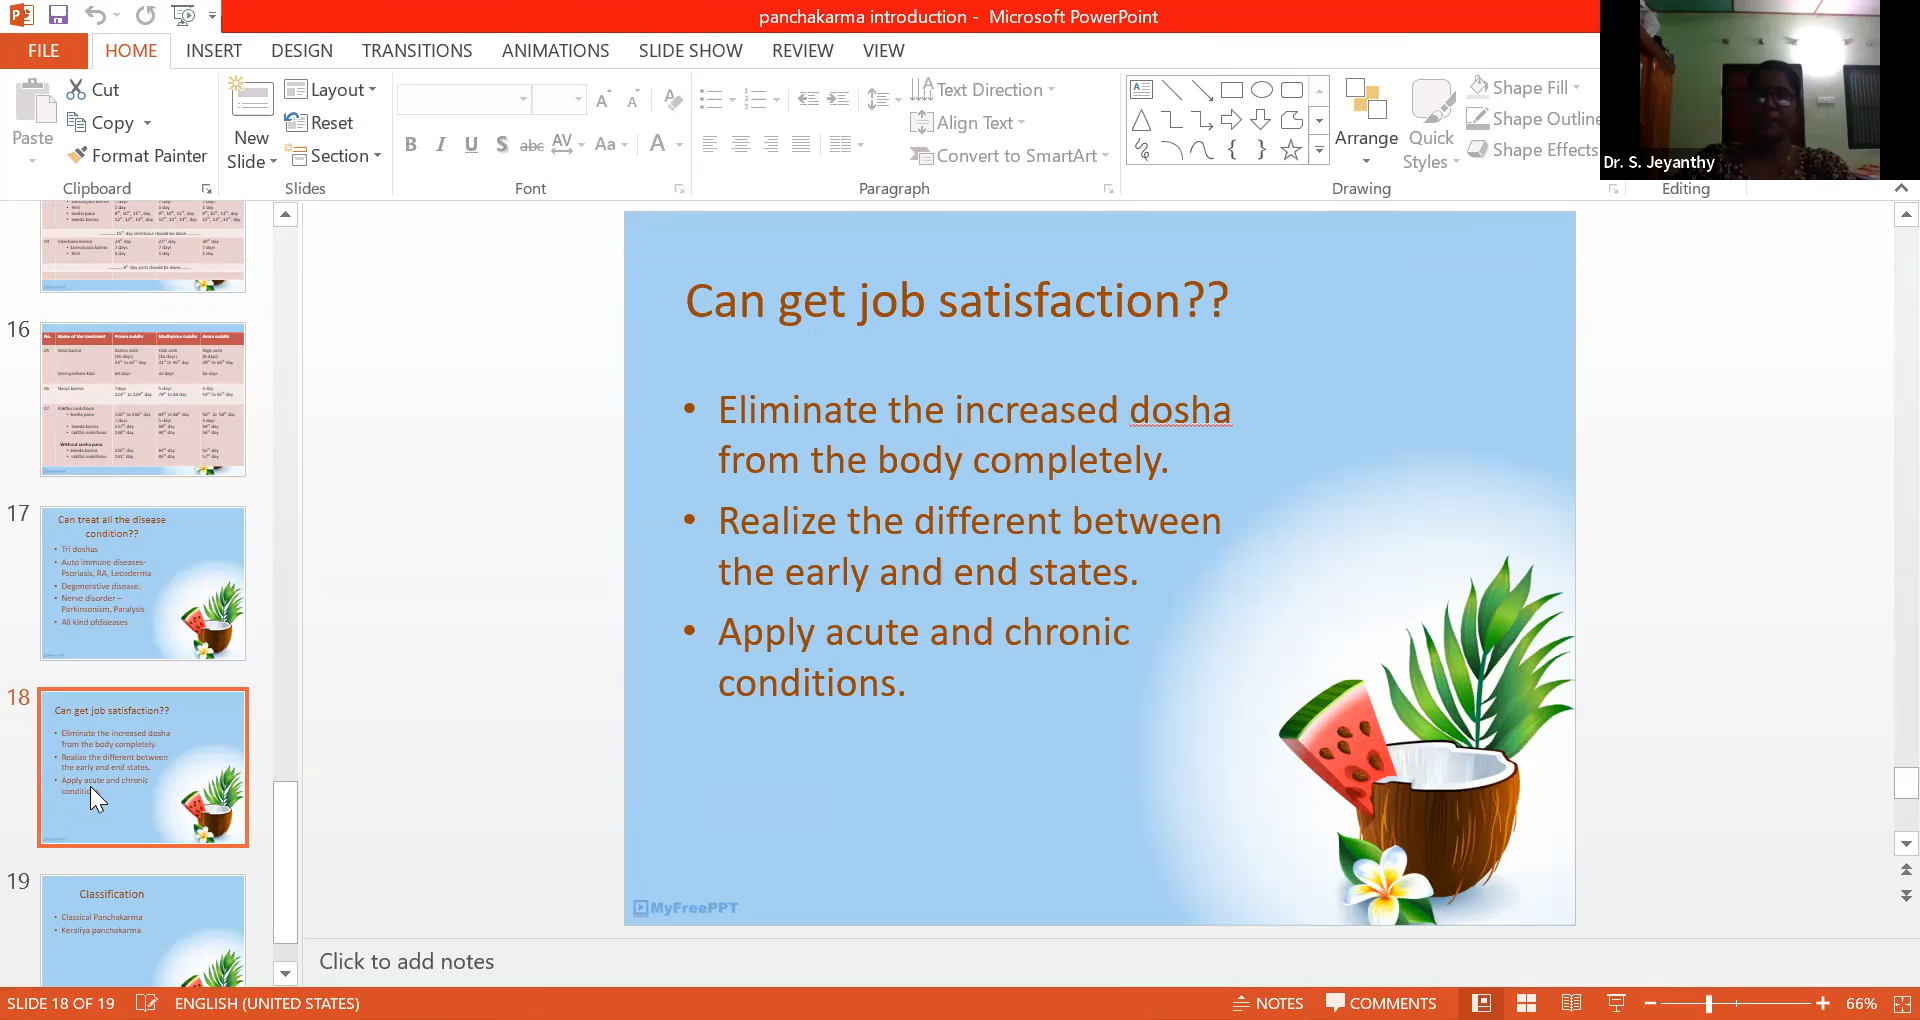 panchakarma introduction - Microsoft PowerPoint
FILE HOME INSERT DESIGN TRANSITIONS ANIMATIONS SLIDE SHOW REVIEW VIEW
Cut
Copy
Format Painter
Paste
Clipboard
New
Slide
Layout
Reset
Section
Slides
Font
Text Direction
Align Text
Convert to SmartArt
Paragraph
Arrange
Quick
Styles
Shape Fill
Shape Outline
Shape Effects
Drawing
Editing
Dr. S. Jeyanthy
16
No. Name of the treatment
17
Can treat all the disease
condition??
• Tri doshas
• Auto immune diseases-
Psoriasis, RA, Lecoderma
• Degenerative disease.
• Nerve disorder –
Parkinsonism, Paralysis
• All kind ofdiseases
18
Can get job satisfaction??
• Eliminate the increased dosha
from the body completely.
• Realize the different between
the early and end states.
• Apply acute and chronic
19
Classification
• Classical Panchakarma
• Keraliya panchakarma
Can get job satisfaction??
• Eliminate the increased dosha
from the body completely.
• Realize the different between
the early and end states.
• Apply acute and chronic
conditions.
MyFreePPT
Click to add notes
SLIDE 18 OF 19 ENGLISH (UNITED STATES) NOTES COMMENTS 66%